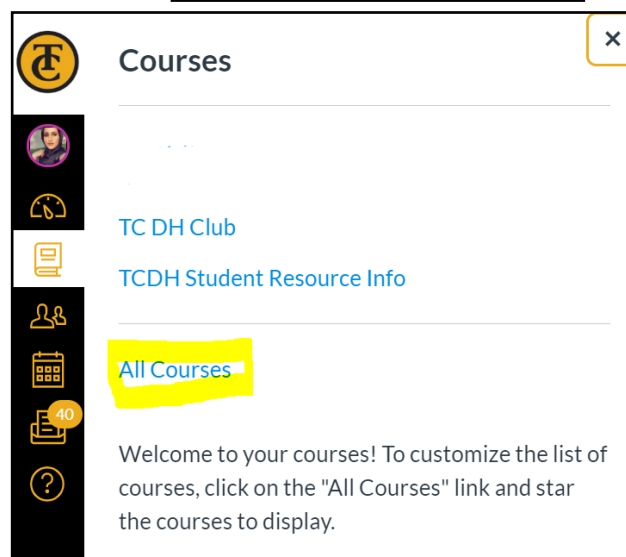 TC
Courses
×
TC DH Club
TCDH Student Resource Info
All Courses
40
Welcome to your courses! To customize the list of
courses, click on the "All Courses" link and star
the courses to display.
?